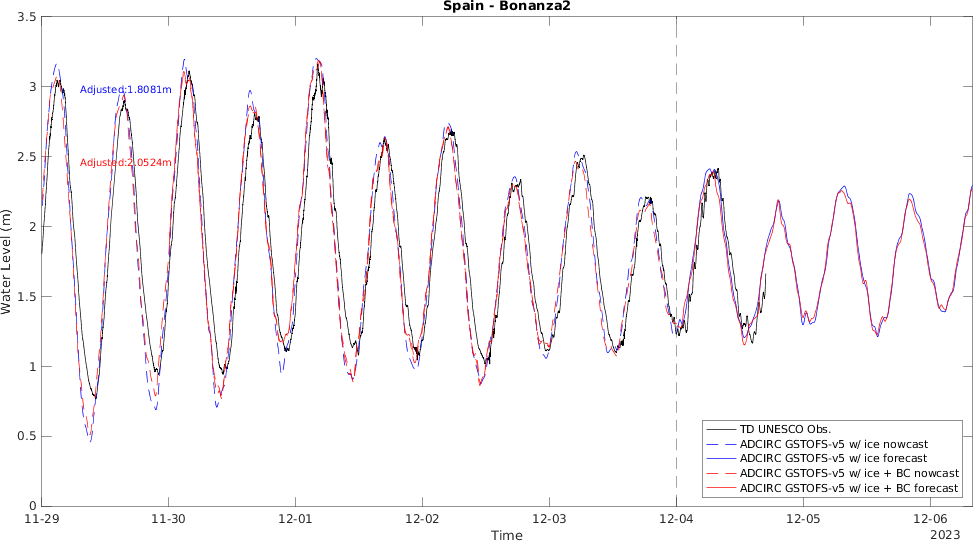 Spain - Bonanza2
3.5
3
2.5
2
1.5
1
0.5
0
Water Level (m)
Adjusted:1.8081m
Adjusted:2.0524m
TD UNESCO Obs.
ADCIRC GSTOFS-v5 w/ ice nowcast
ADCIRC GSTOFS-v5 w/ ice forecast
ADCIRC GSTOFS-v5 w/ ice + BC nowcast
ADCIRC GSTOFS-v5 w/ ice + BC forecast
11-29 11-30 12-01 12-02 12-03 12-04 12-05 12-06
Time
2023